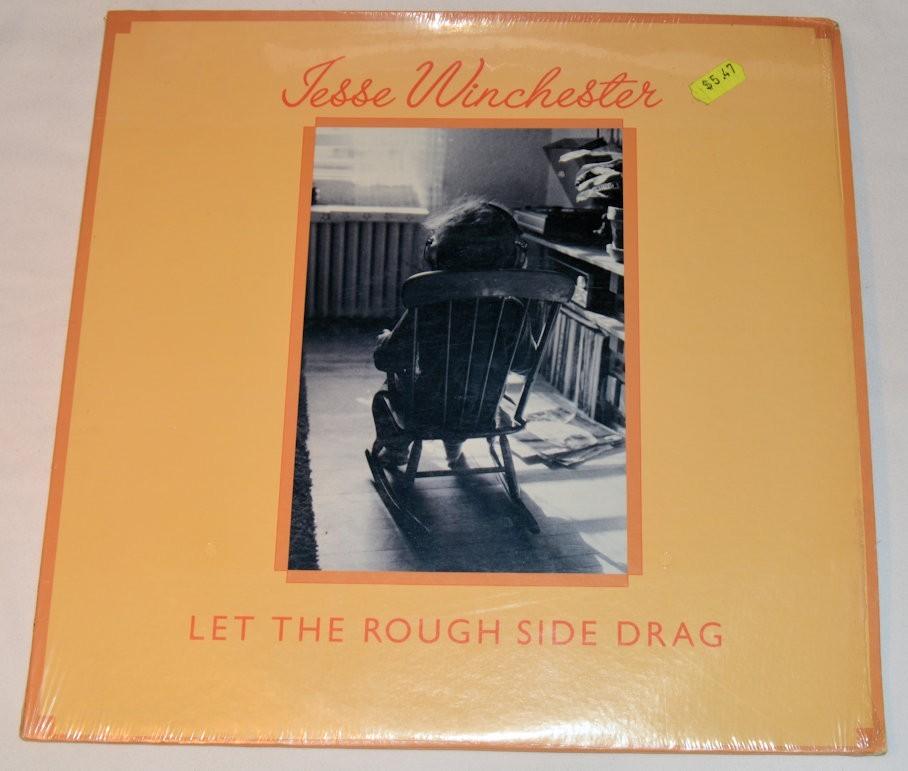 Jesse Winchester
$5.47
LET THE ROUGH SIDE DRAG